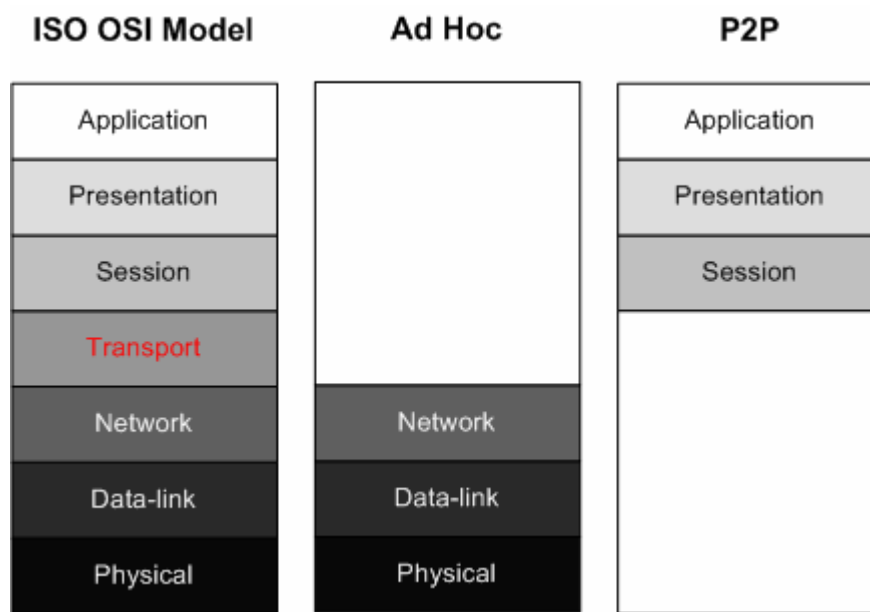 ISO OSI Model
Ad Hoc
P2P
Application
Presentation
Session
Transport
Network
Data-link
Physical
Network
Data-link
Physical
Application
Presentation
Session